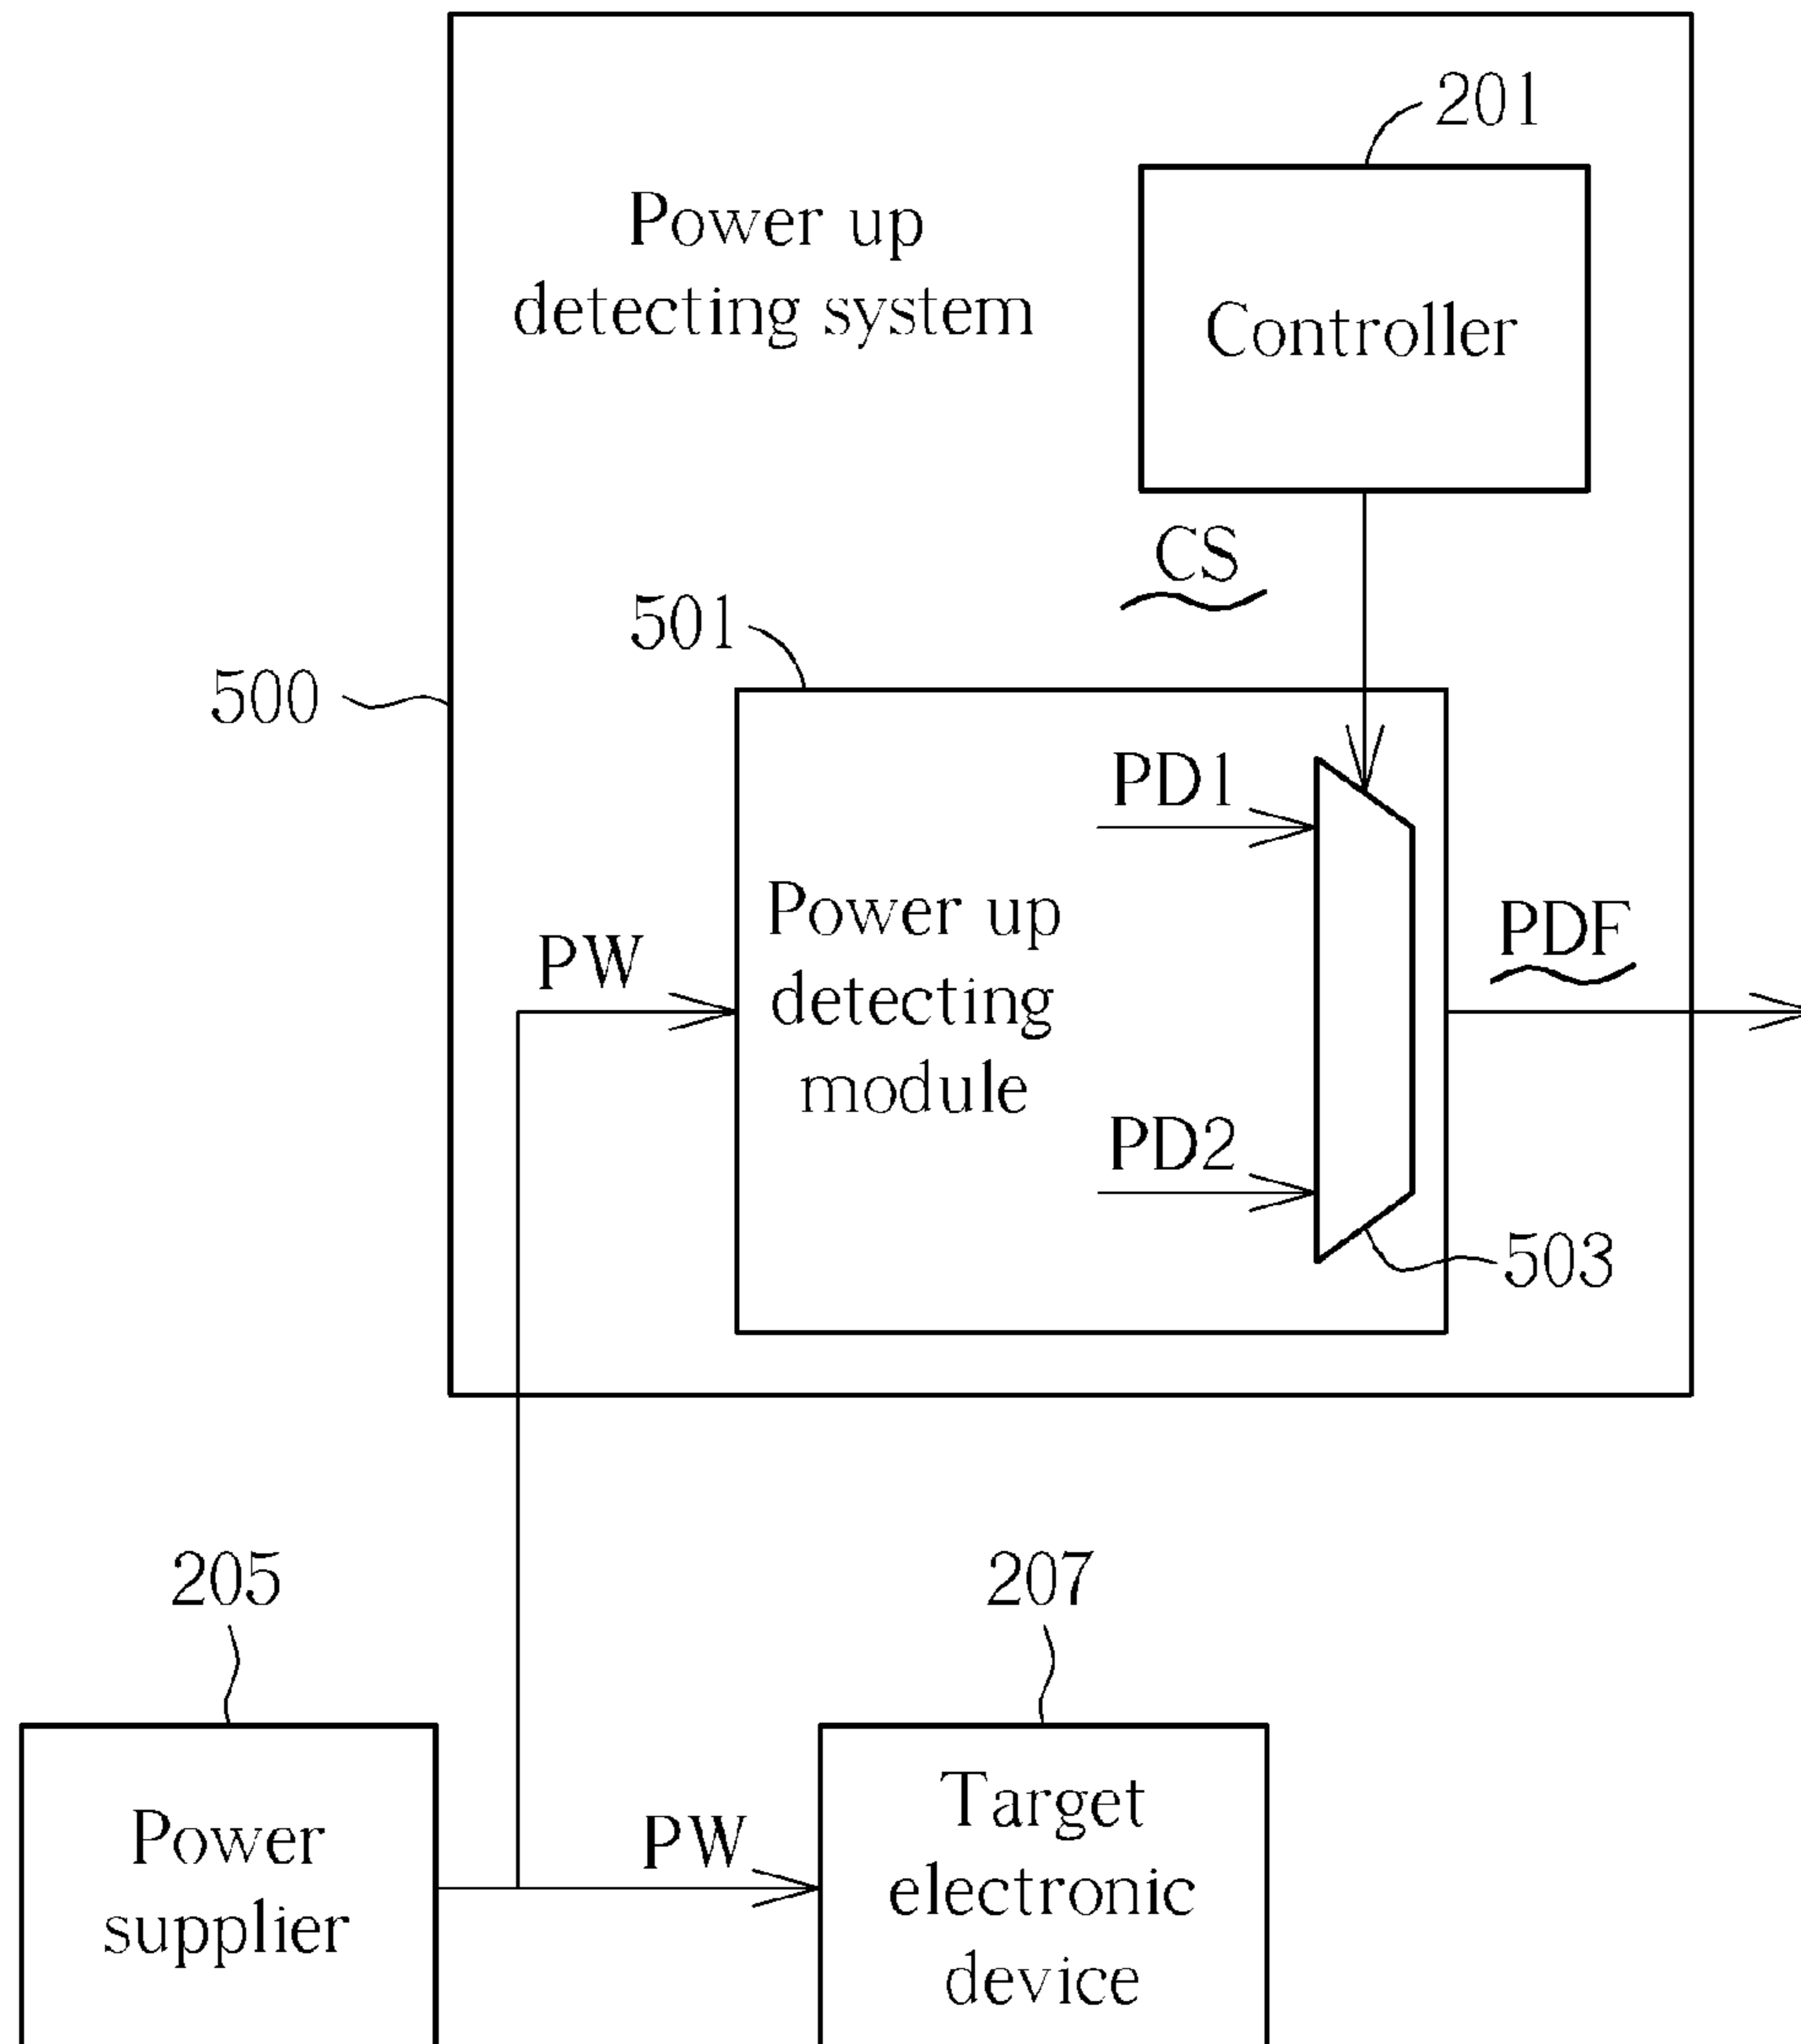 201
Power up
detecting system
Controller
CS
501
500
PD1
Power up
detecting
module
PW
PDF
PD2
503
205
207
Power
supplier
PW
Target
electronic
device